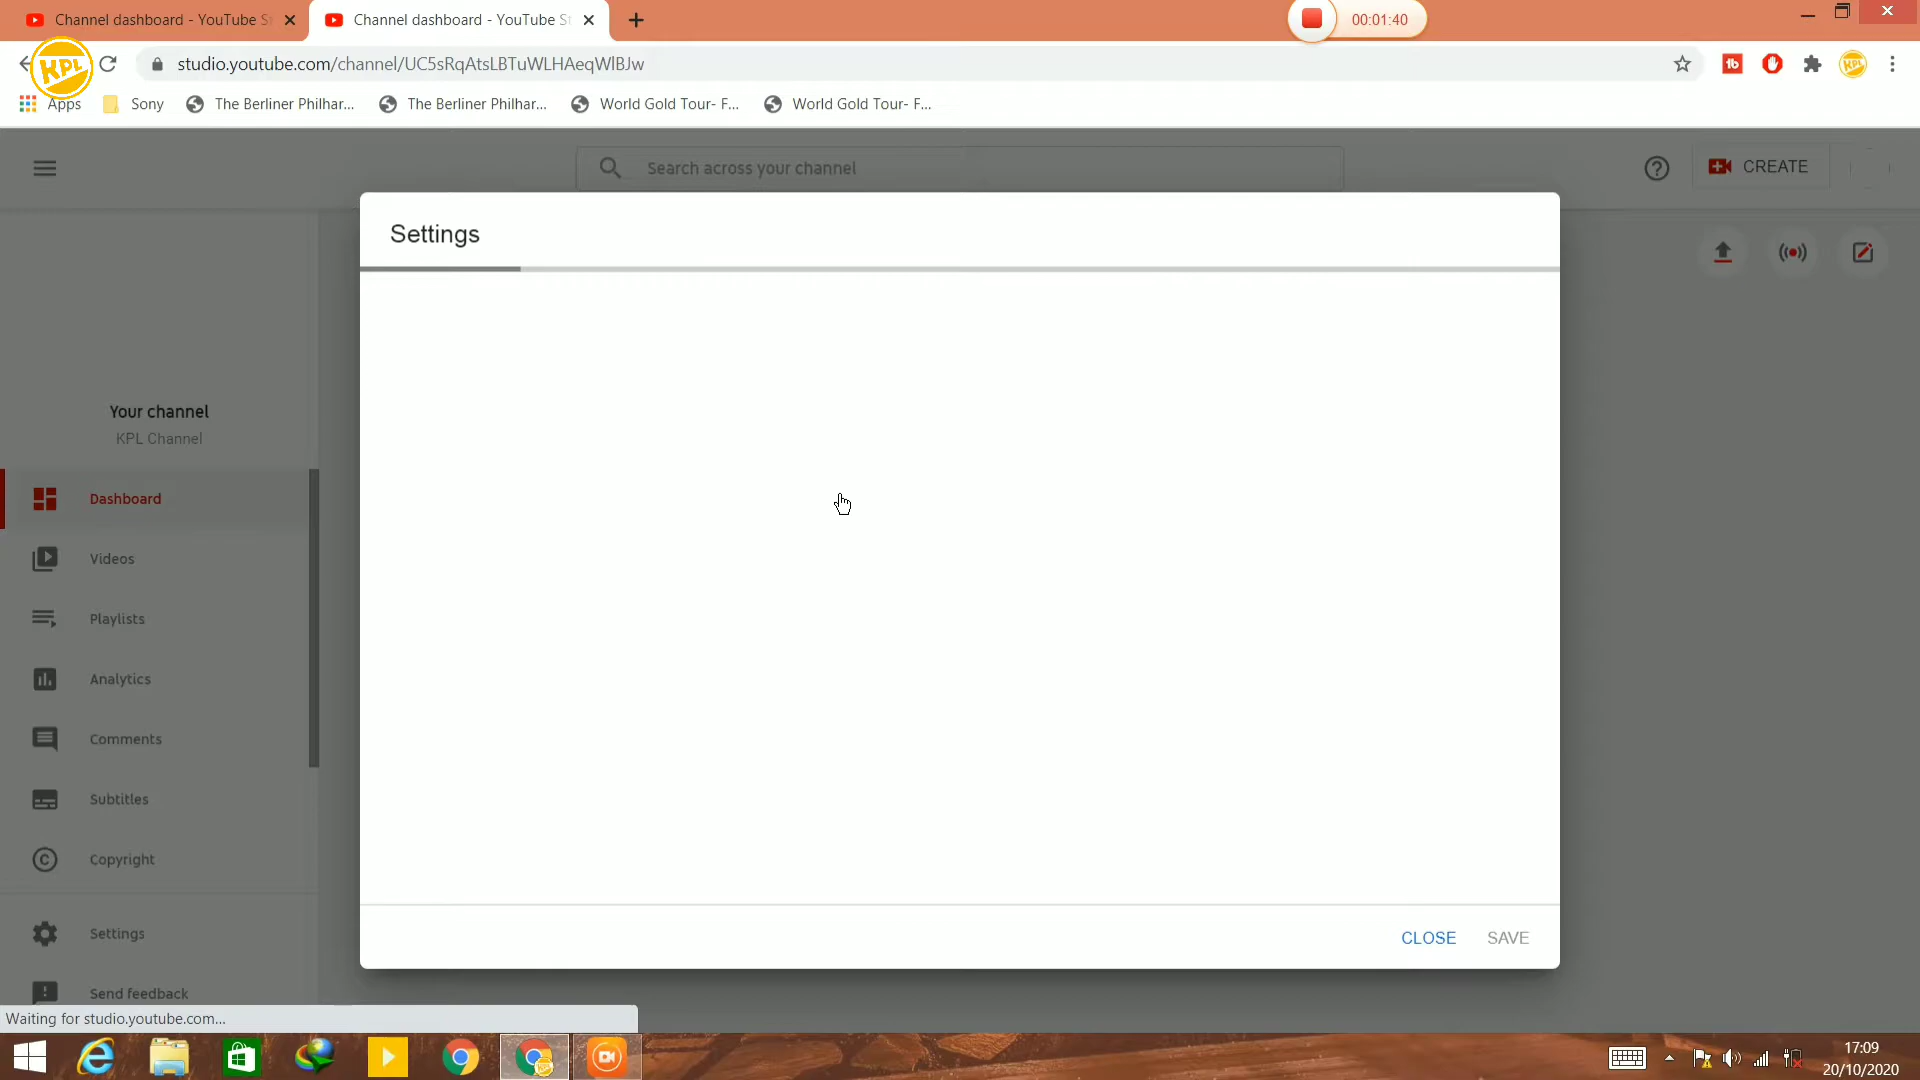 Channel dashboard - YouTube S
Channel dashboard - YouTube St
00:01:40
KPL
studio.youtube.com/channel/UC5sRqAtsLBTuWLHAeqWlBJw
Apps
Sony
The Berliner Philhar...
The Berliner Philhar...
World Gold Tour- F...
World Gold Tour- F...
Search across your channel
CREATE
Settings
Your channel
KPL Channel
Dashboard
Videos
Playlists
Analytics
Comments
Subtitles
Copyright
Settings
Send feedback
CLOSE
SAVE
Waiting for studio.youtube.com...
17:09
20/10/2020